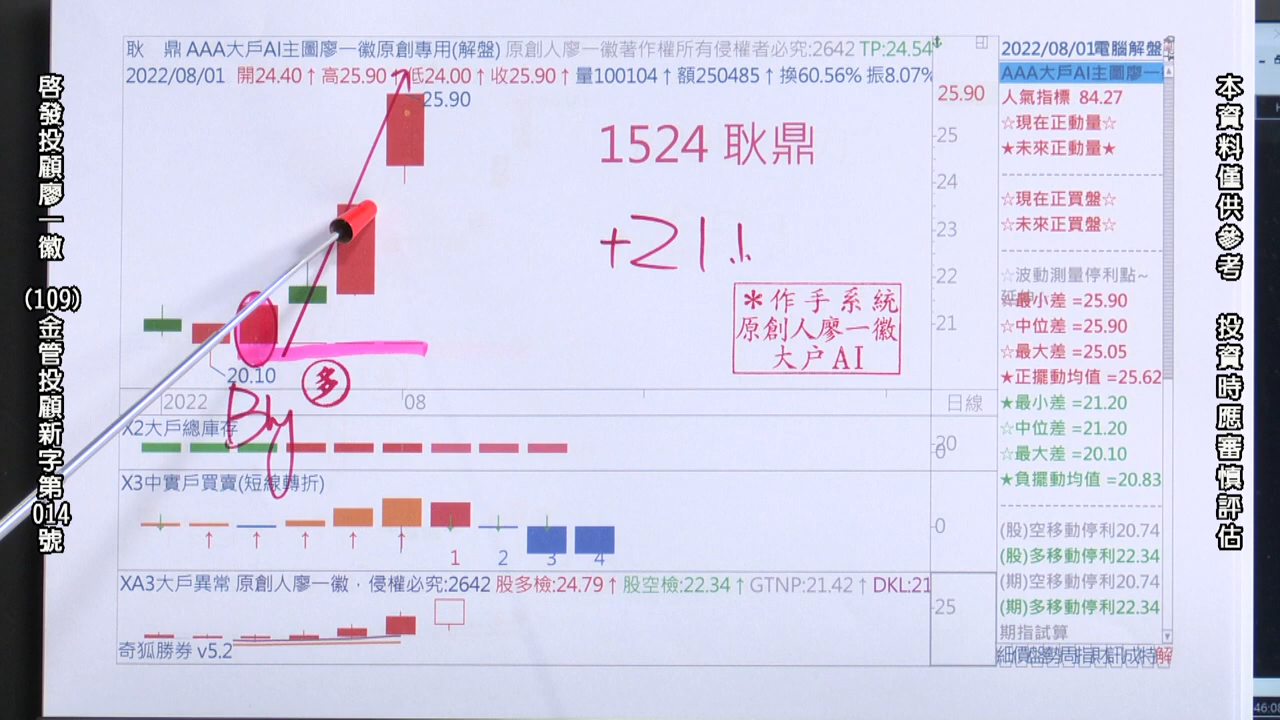 啓發投顧廖一徽 (109)金管投顧新字第014號
耿 鼎 AAA大戶AI主圖廖一徽原創專用(解盤) 原創人廖一徽著作權所有侵權者必究:2642 TP:24.54
2022/08/01 開24.40↑ 高25.90 低24.00↑ 收25.90↑ 量100104↑ 額250485↑ 換60.56% 振8.07%
25.90
20.10
1524 耿鼎
+21
*作手系統
原創人廖一徽
大户AI
多
By
25.90
25
24
23
22
21
2022
08
日線
X2大戶總庫存
X3中實戶買賣(短線轉折)
0
1
2
3
4
XA3大戶異常 原創人廖一徽,侵權必究:2642 股多檢:24.79↑ 股空檢:22.34↑ GTNP:21.42↑ DKL:21
25
奇狐勝券 v5.2
2022/08/01電腦解盤
AAA大戶AI主圖廖一
人氣指標 84.27
☆現在正動量☆
★未來正動量★
☆現在正買盤☆
☆未來正買盤☆
☆波動測量停利點~
☆最小差 =25.90
☆中位差 =25.90
☆最大差 =25.05
★正擺動均值 =25.62
★最小差 =21.20
☆中位差 =21.20
☆最大差 =20.10
★負擺動均值 =20.83
(股)空移動停利20.74
(股)多移動停利22.34
(期)空移動停利20.74
(期)多移動停利22.34
期指試算
細價盤勢周指財訊成特解
本資料僅供參考 投資時應審慎評估